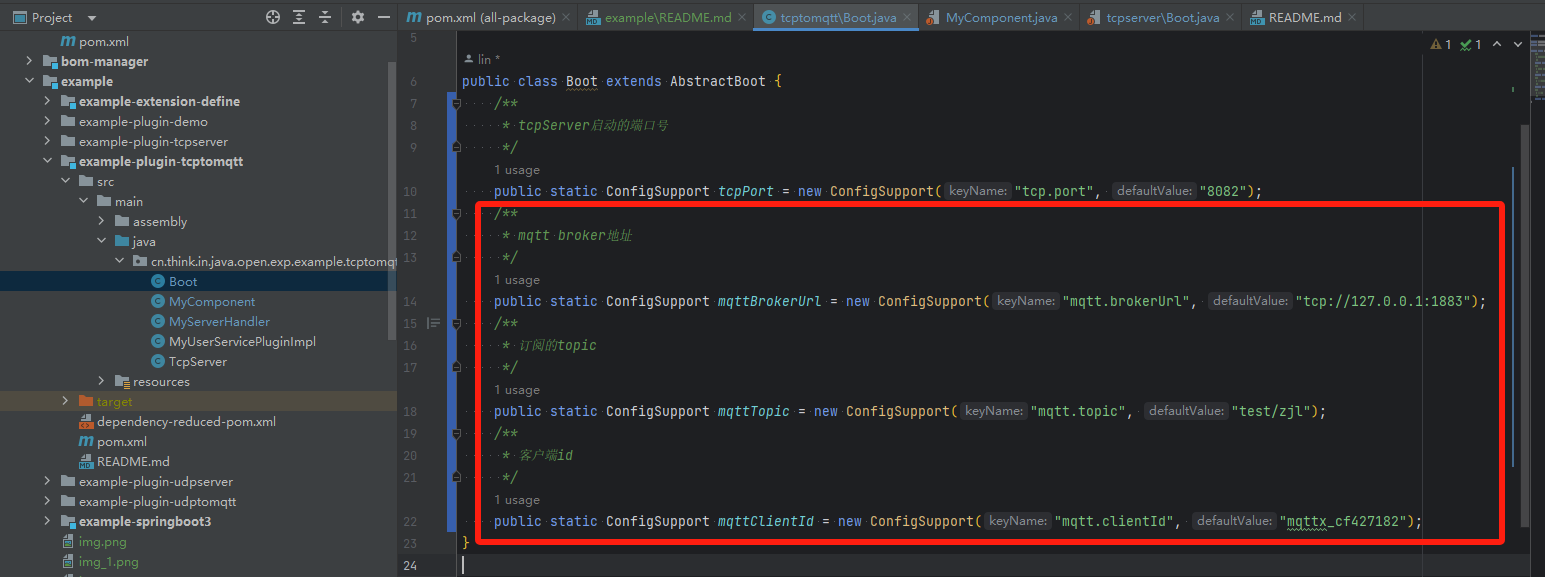 Project
pom.xml (all-package)
example\README.md
tcptomqtt\Boot.java
MyComponent.java
tcpserver\Boot.java
README.md
pom.xml
bom-manager
example
example-extension-define
example-plugin-demo
example-plugin-tcpserver
example-plugin-tcptomqtt
src
main
assembly
java
cn.think.in.java.open.exp.example.tcptomq
Boot
MyComponent
MyServerHandler
MyUserServicePluginImpl
TcpServer
resources
target
dependency-reduced-pom.xml
pom.xml
README.md
example-plugin-udpserver
example-plugin-udptomqtt
example-springboot3
img.png
img_1.png
1 1
5
lin *
6 public class Boot extends AbstractBoot {
7 /**
8 * tcpServer启动的端口号
9 */
1 usage
10 public static ConfigSupport tcpPort = new ConfigSupport( keyName: "tcp.port", defaultValue: "8082");
11 /**
12 * mqtt broker地址
13 */
1 usage
14 public static ConfigSupport mqttBrokerUrl = new ConfigSupport( keyName: "mqtt.brokerUrl", defaultValue: "tcp://127.0.0.1:1883");
15 /**
16 * 订阅的topic
17 */
1 usage
18 public static ConfigSupport mqttTopic = new ConfigSupport( keyName: "mqtt.topic", defaultValue: "test/zjl");
19 /**
20 * 客户端id
21 */
1 usage
22 public static ConfigSupport mqttClientId = new ConfigSupport( keyName: "mqtt.clientId", defaultValue: "mqttx_cf427182");
23 }
24